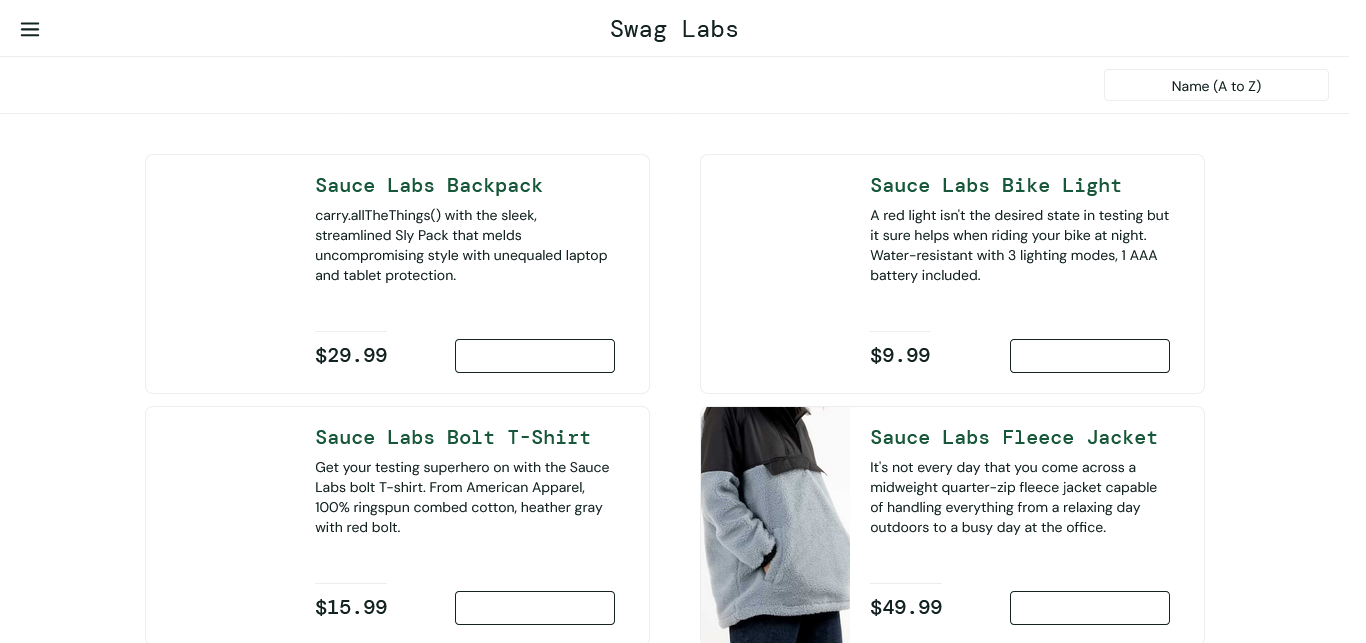 Swag Labs
Name (A to Z)
Sauce Labs Backpack
carry.allTheThings() with the sleek,
streamlined Sly Pack that melds
uncompromising style with unequaled laptop
and tablet protection.
$29.99
Sauce Labs Bike Light
A red light isn't the desired state in testing but
it sure helps when riding your bike at night.
Water-resistant with 3 lighting modes, 1 AAA
battery included.
$9.99
Sauce Labs Bolt T-Shirt
Get your testing superhero on with the Sauce
Labs bolt T-shirt. From American Apparel,
100% ringspun combed cotton, heather gray
with red bolt.
$15.99
Sauce Labs Fleece Jacket
It's not every day that you come across a
midweight quarter-zip fleece jacket capable
of handling everything from a relaxing day
outdoors to a busy day at the office.
$49.99